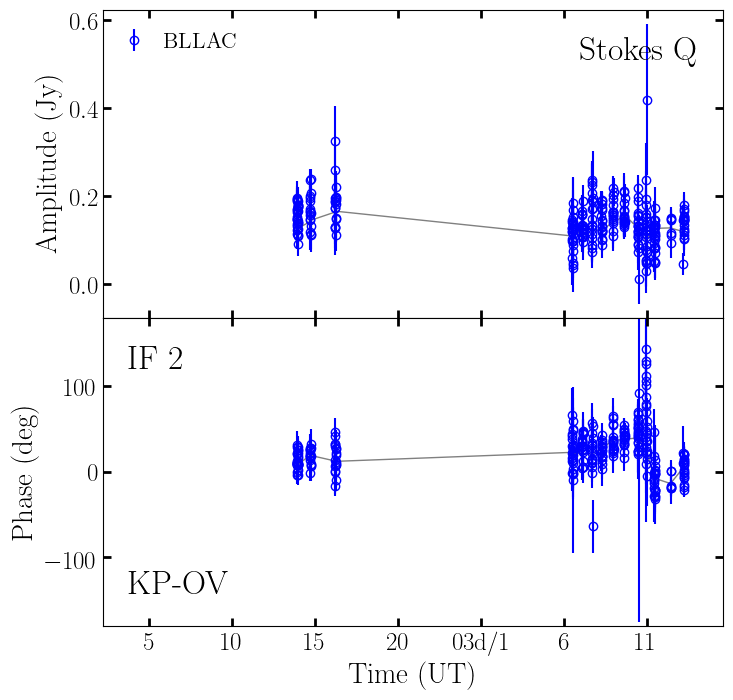 BLLAC
Stokes Q
0.6
0.4
0.2
0.0
Amplitude (Jy)
IF 2
100
0
−100
Phase (deg)
KP-OV
5 10 15 20 03d/1 6 11
Time (UT)